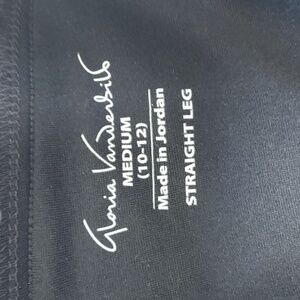 Gloria Vanderbilt
MEDIUM
(10-12)
Made in Jordan
STRAIGHT LEG